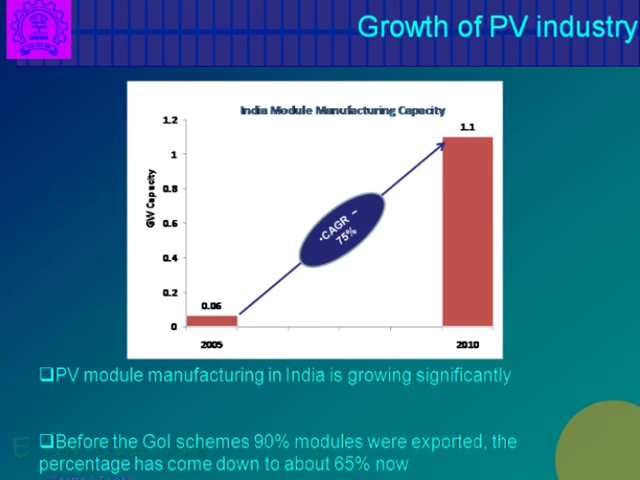 Growth of PV industry
India Module Manufacturing Capacity
1.2
1
0.8
0.6
0.4
0.2
0
GW Capacity
0.06
1.1
•CAGR ~
75%
2005
2010
❑PV module manufacturing in India is growing significantly
❑Before the GoI schemes 90% modules were exported, the
percentage has come down to about 65% now